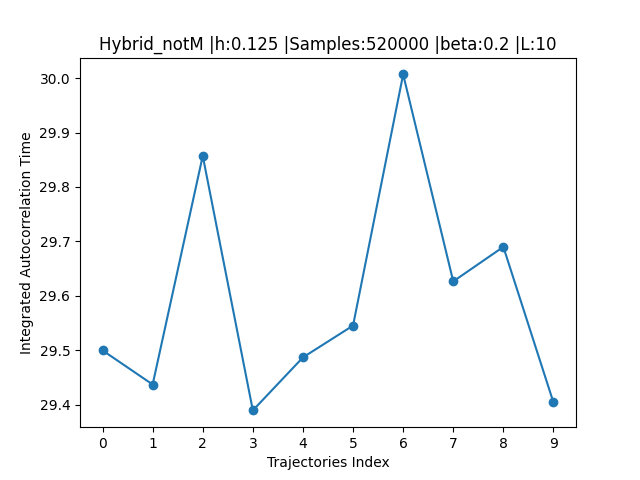 Hybrid_notM |h:0.125 |Samples:520000 |beta:0.2 |L:10
Integrated Autocorrelation Time
30.0
29.9
29.8
29.7
29.6
29.5
29.4
0 1 2 3 4 5 6 7 8 9
Trajectories Index